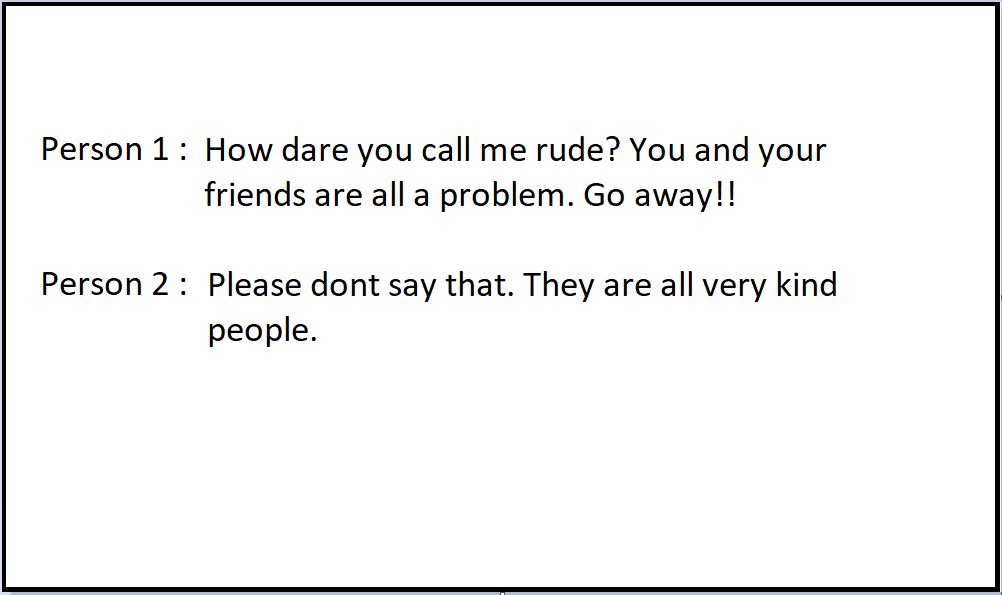 Person 1 : How dare you call me rude? You and your
friends are all a problem. Go away!!
Person 2 : Please dont say that. They are all very kind
people.